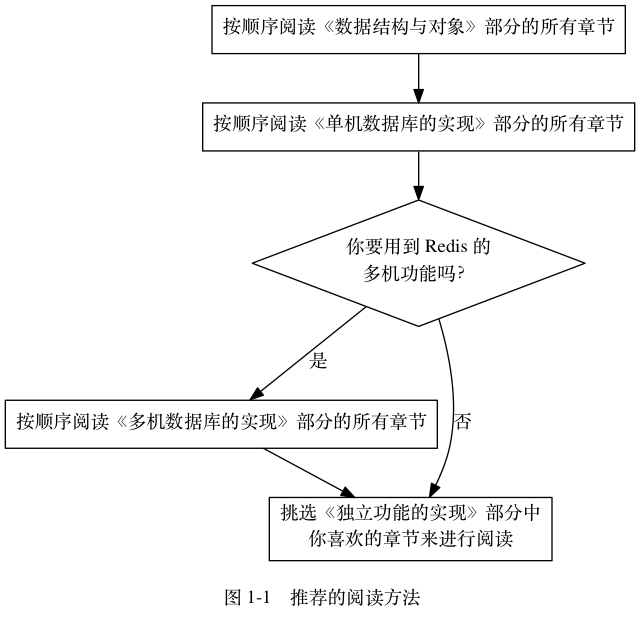 按顺序阅读《数据结构与对象》部分的所有章节
按顺序阅读《单机数据库的实现》部分的所有章节
你要用到 Redis 的
多机功能吗?
是
按顺序阅读《多机数据库的实现》部分的所有章节
否
挑选《独立功能的实现》部分中
你喜欢的章节来进行阅读
图 1-1 推荐的阅读方法